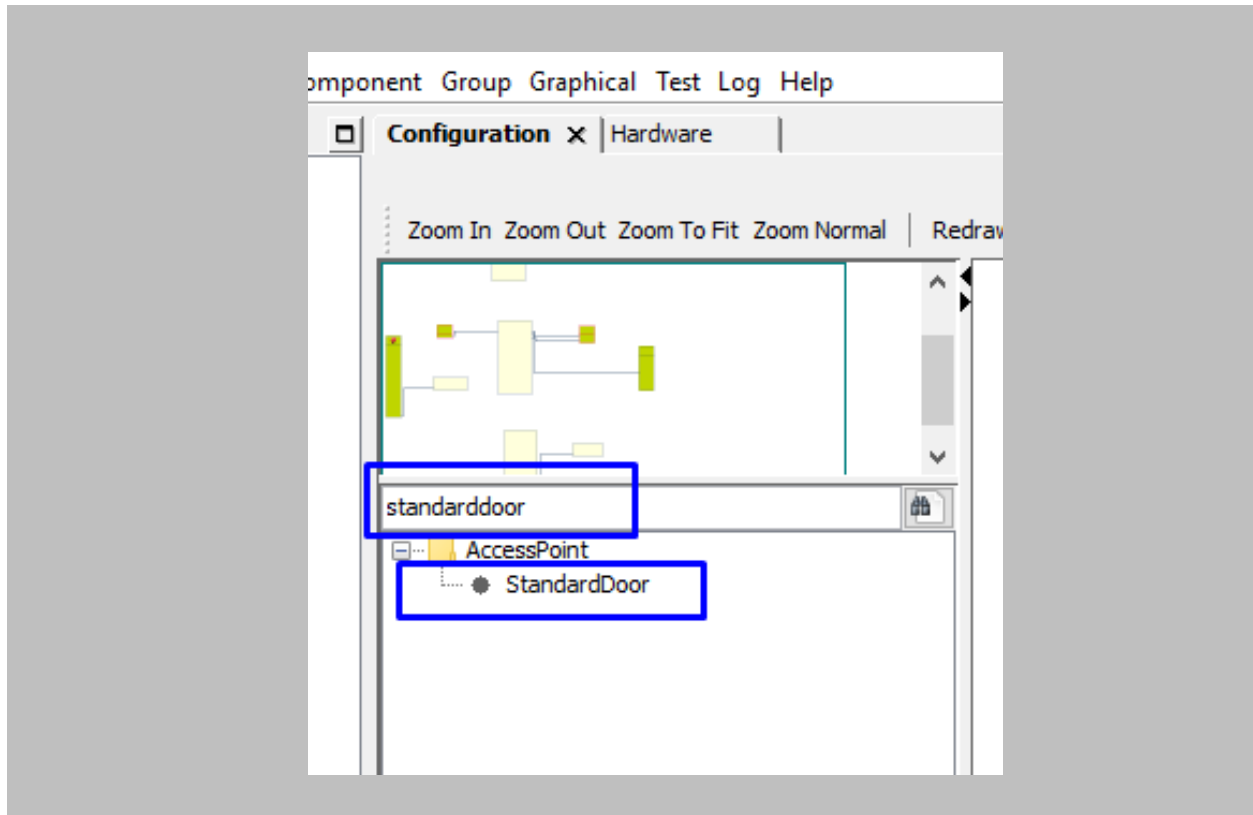 omponent Group Graphical Test Log Help
Configuration Hardware
Zoom In Zoom Out Zoom To Fit Zoom Normal Redraw
standarddoor
AccessPoint
StandardDoor